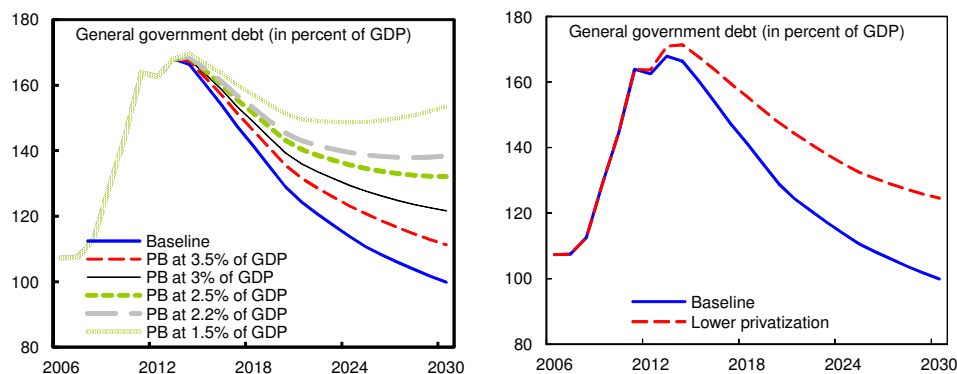 General government debt (in percent of GDP)
180
160
140
120
100
80
Baseline
PB at 3.5% of GDP
PB at 3% of GDP
PB at 2.5% of GDP
PB at 2.2% of GDP
PB at 1.5% of GDP
2006 2012 2018 2024 2030
General government debt (in percent of GDP)
180
160
140
120
100
80
Baseline
Lower privatization
2006 2012 2018 2024 2030